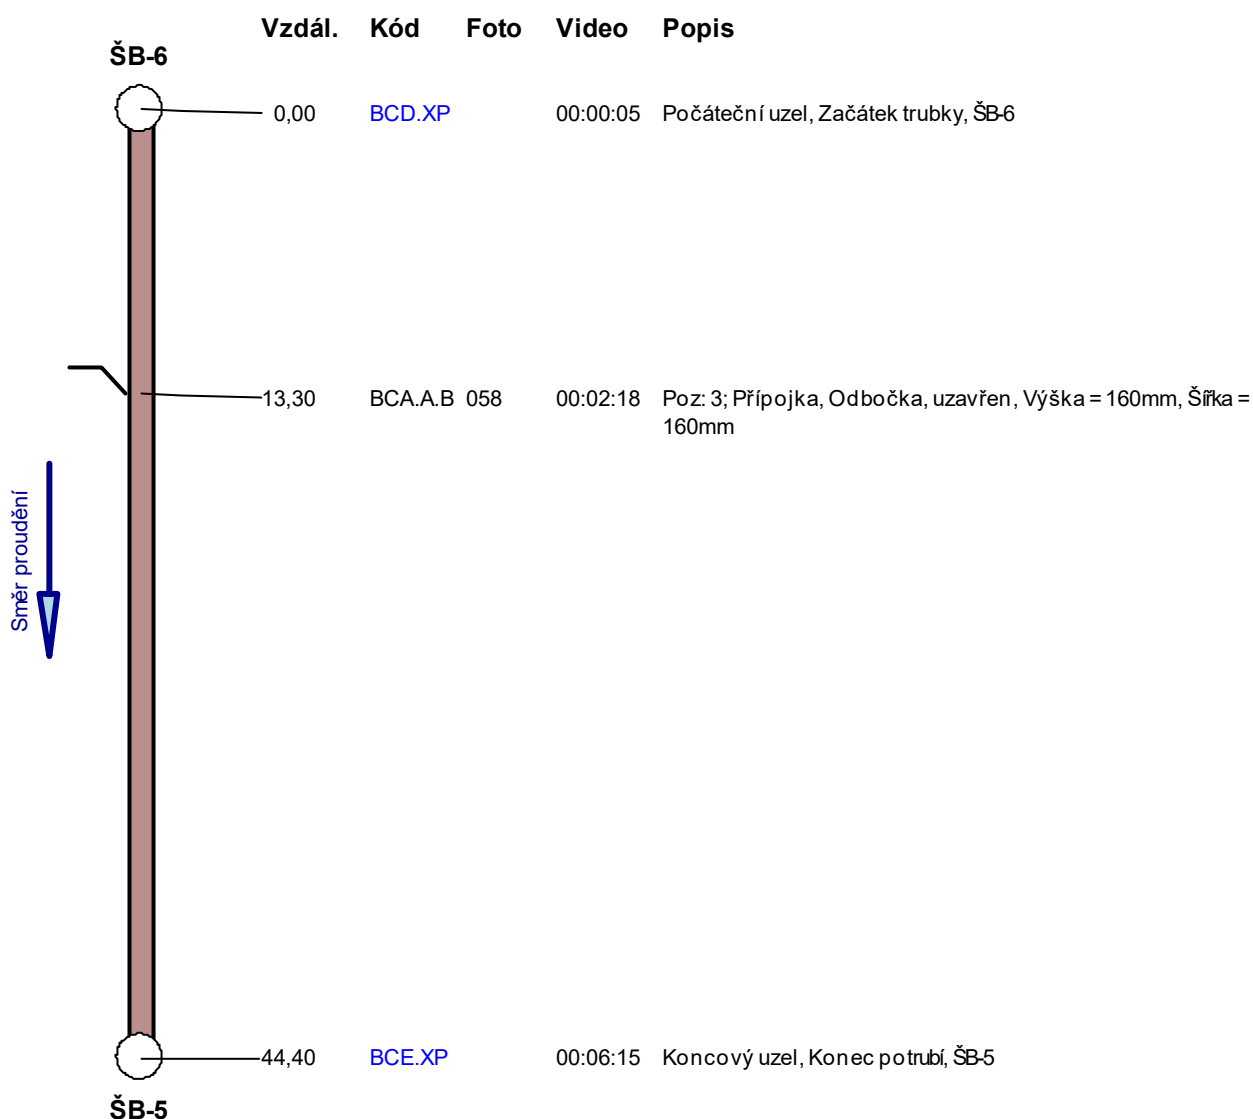 Vzdál. Kód Foto Video Popis
ŠB-6
0,00 BCD.XP 00:00:05 Počáteční uzel, Začátek trubky, ŠB-6
13,30 BCA.A.B 058 00:02:18 Poz: 3; Přípojka, Odbočka, uzavřen, Výška = 160mm, Šířka =
160mm
Směr proudění
44,40 BCE.XP 00:06:15 Koncový uzel, Konec potrubí, ŠB-5
ŠB-5